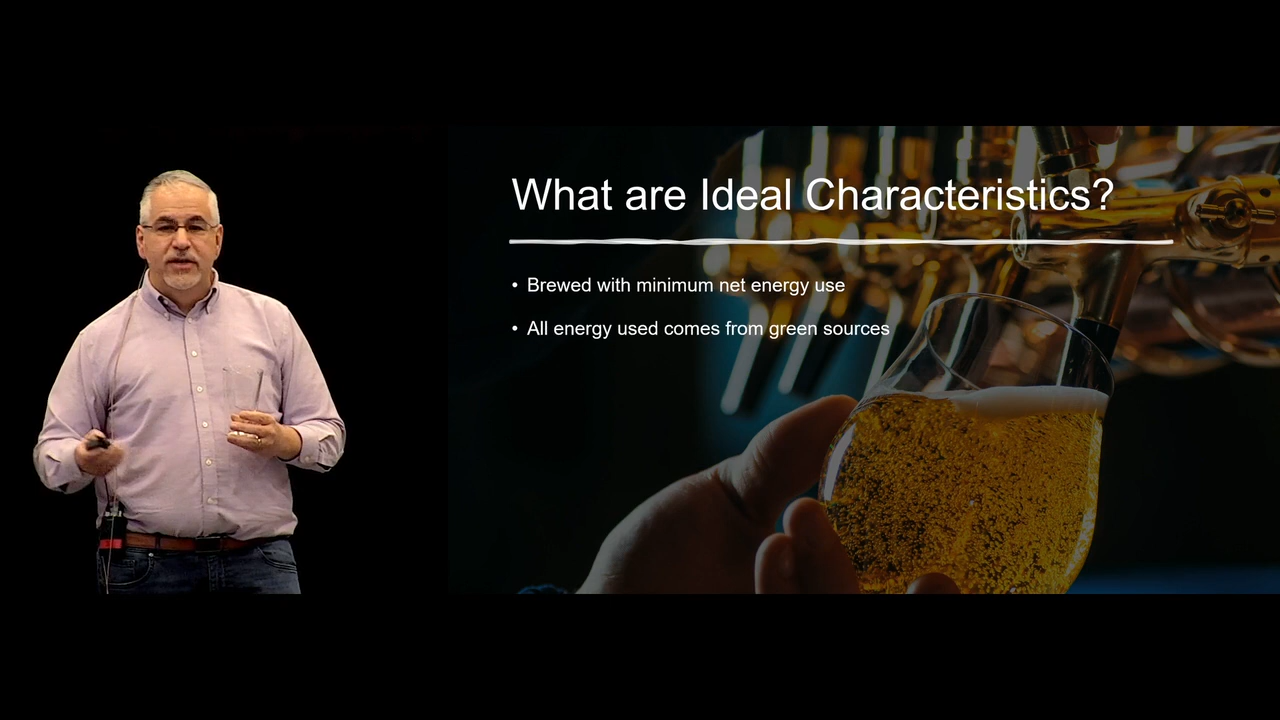 What are Ideal Characteristics?
• Brewed with minimum net energy use
• All energy used comes from green sources